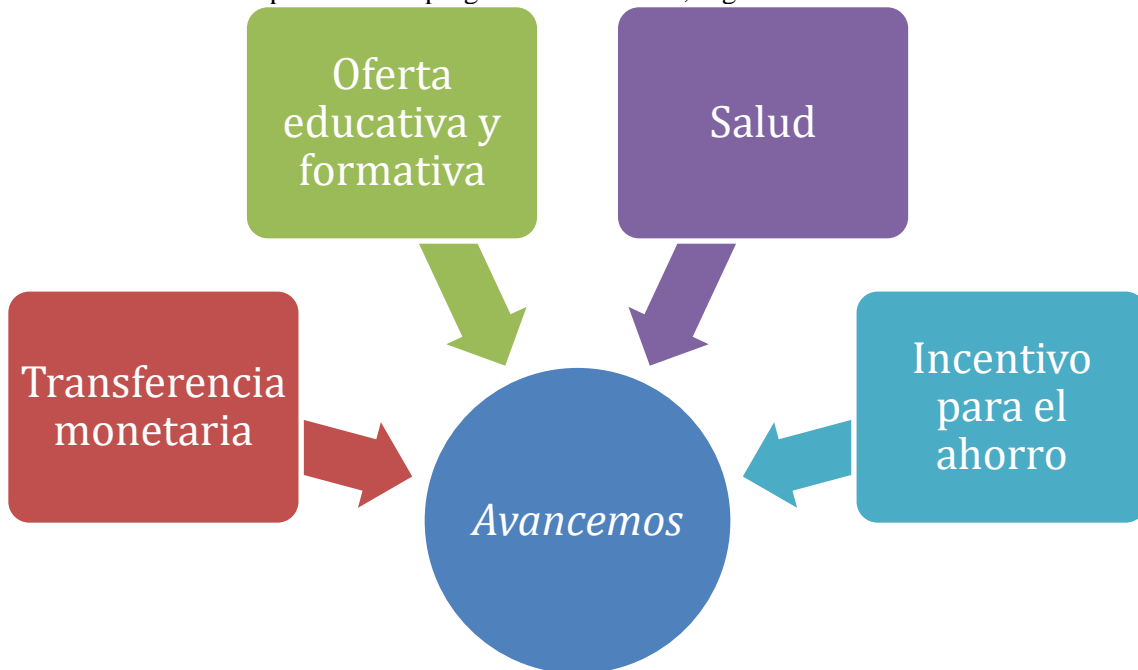 Oferta
educativa y
formativa
Salud
Transferencia
monetaria
Incentivo
para el
ahorro
Avancemos